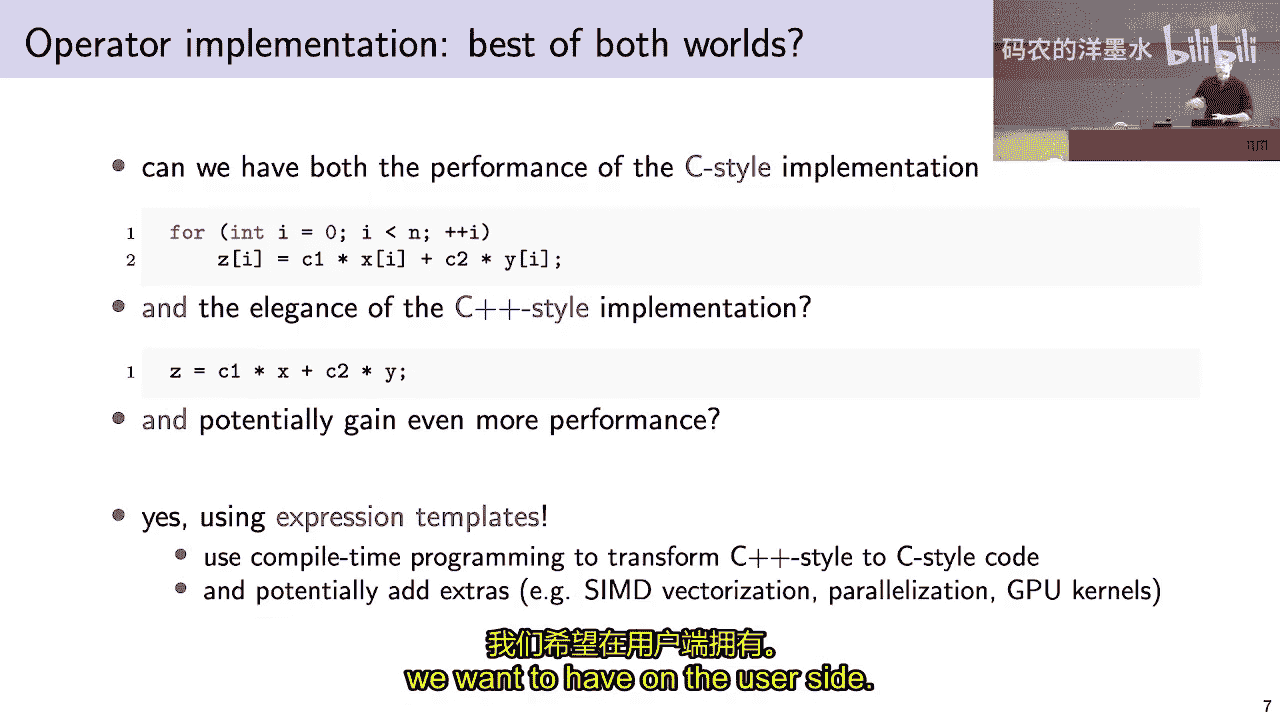 Operator implementation: best of both worlds?
码农的洋墨水 bilibili
• can we have both the performance of the C-style implementation
1 for (int i = 0; i < n; ++i)
2 z[i] = c1 * x[i] + c2 * y[i];
• and the elegance of the C++-style implementation?
1 z = c1 * x + c2 * y;
• and potentially gain even more performance?
• yes, using expression templates!
• use compile-time programming to transform C++-style to C-style code
• and potentially add extras (e.g. SIMD vectorization, parallelization, GPU kernels)
我们希望在用户端拥有。
we want to have on the user side.
7